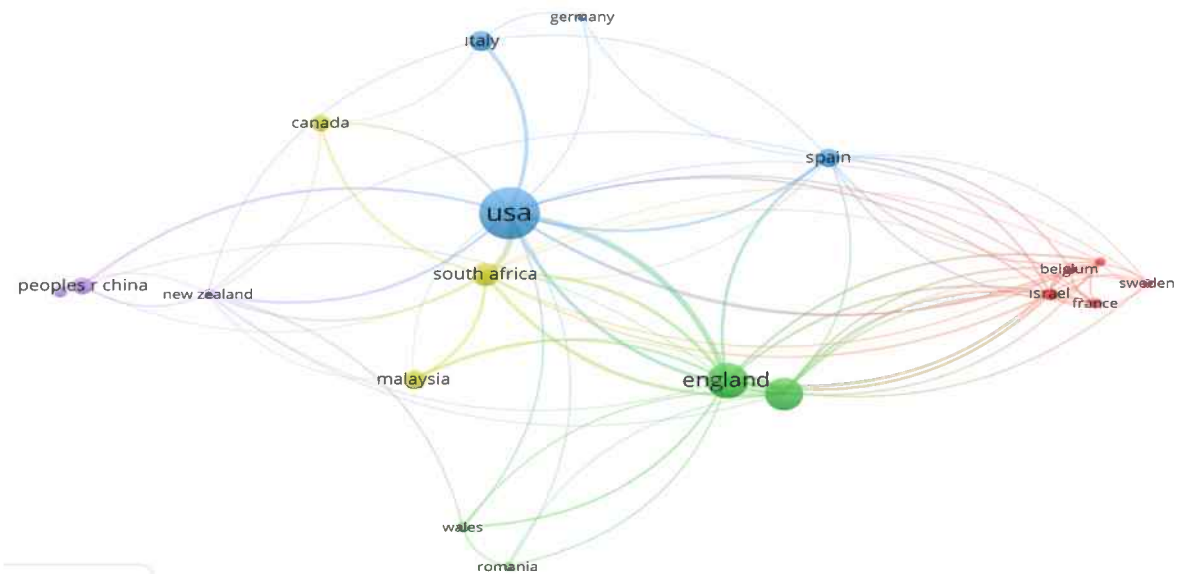 germany
italy
canada
spain
usa
belgium
south africa
sweden
peoples r china
new zealand
israel
france
malaysia
england
wales
romania